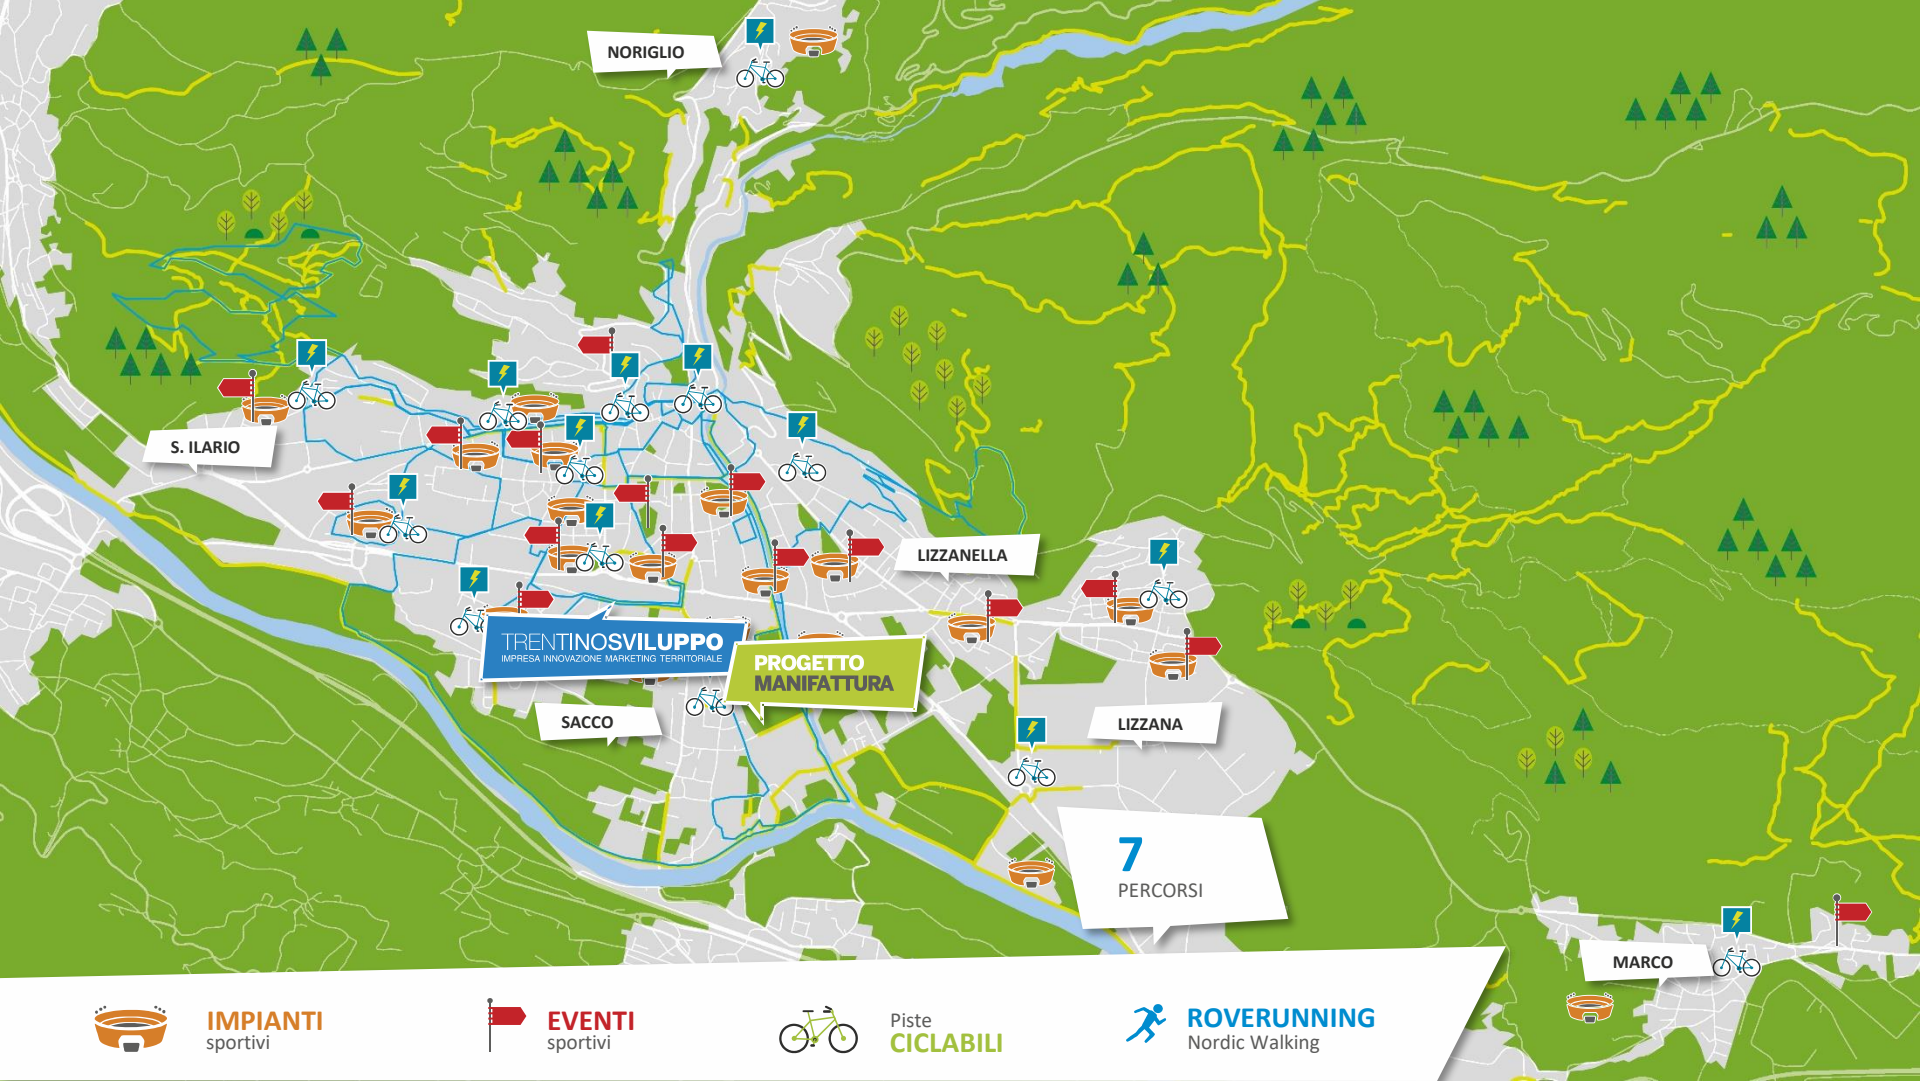 NORIGLIO
S. ILARIO
LIZZANELLA
TRENTINOSVILUPPO
IMPRESA INNOVAZIONE MARKETING TERRITORIALE
PROGETTO
MANIFATTURA
SACCO
LIZZANA
7
PERCORSI
MARCO
IMPIANTI
sportivi
EVENTI
sportivi
Piste
CICLABILI
ROVERUNNING
Nordic Walking